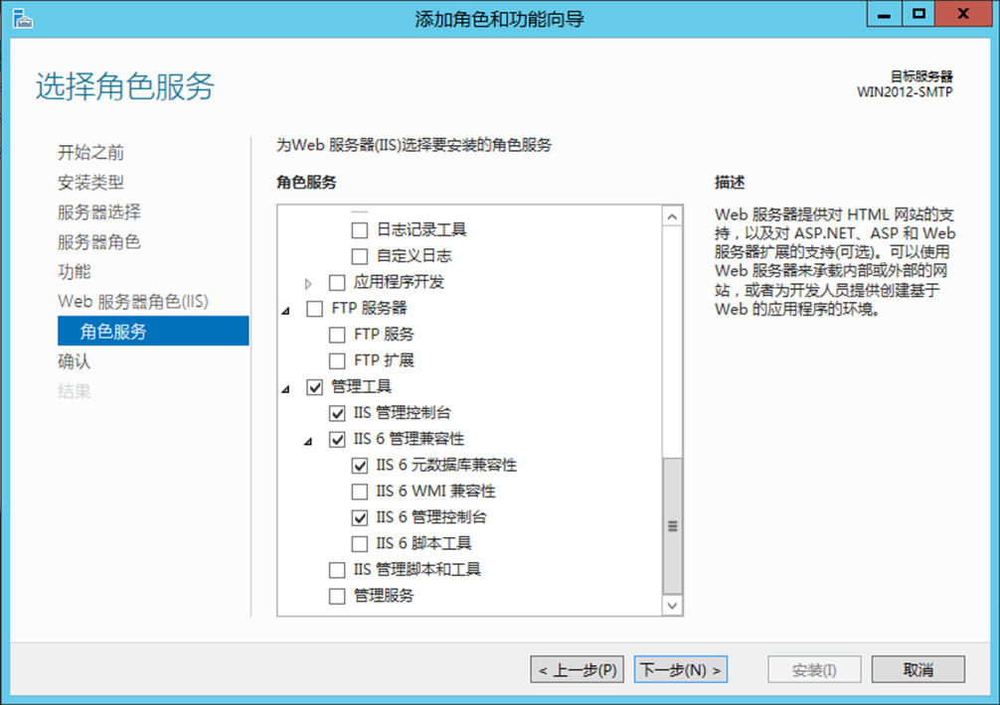 添加角色和功能向导
选择角色服务
目标服务器
WIN2012-SMTP
开始之前
安装类型
服务器选择
服务器角色
功能
Web 服务器角色(IIS)
角色服务
确认
结果
为Web 服务器(IIS)选择要安装的角色服务
角色服务
日志记录工具
自定义日志
应用程序开发
FTP 服务器
FTP 服务
FTP 扩展
管理工具
IIS 管理控制台
IIS 6 管理兼容性
IIS 6 元数据库兼容性
IIS 6 WMI 兼容性
IIS 6 管理控制台
IIS 6 脚本工具
IIS 管理脚本和工具
管理服务
描述
Web 服务器提供对 HTML 网站的支
持，以及对 ASP.NET、ASP 和 Web
服务器扩展的支持(可选)。可以使用
Web 服务器来承载内部或外部的网
站，或者为开发人员提供创建基于
Web 的应用程序的环境。
< 上一步(P)
下一步(N) >
安装(I)
取消